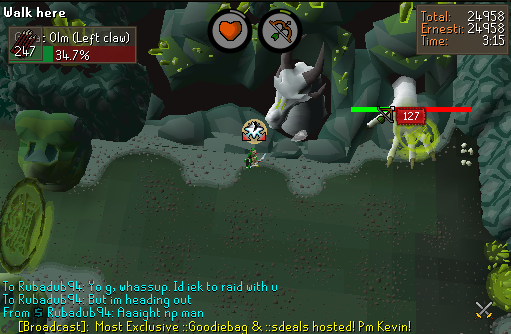 Walk here
Total: 24958
: Olm (Left claw)
Ernesti: 24958
247
34.7%
Time: 3:15
127
To Rubadub94: Yo g, whassup. Id iek to raid with u
To Rubadub94: But im heading out
From S Rubadub94: Aaaight np man
[Broadcast]: Most Exclusive ::Goodiebag & ::sdeals hosted! Pm Kevin!